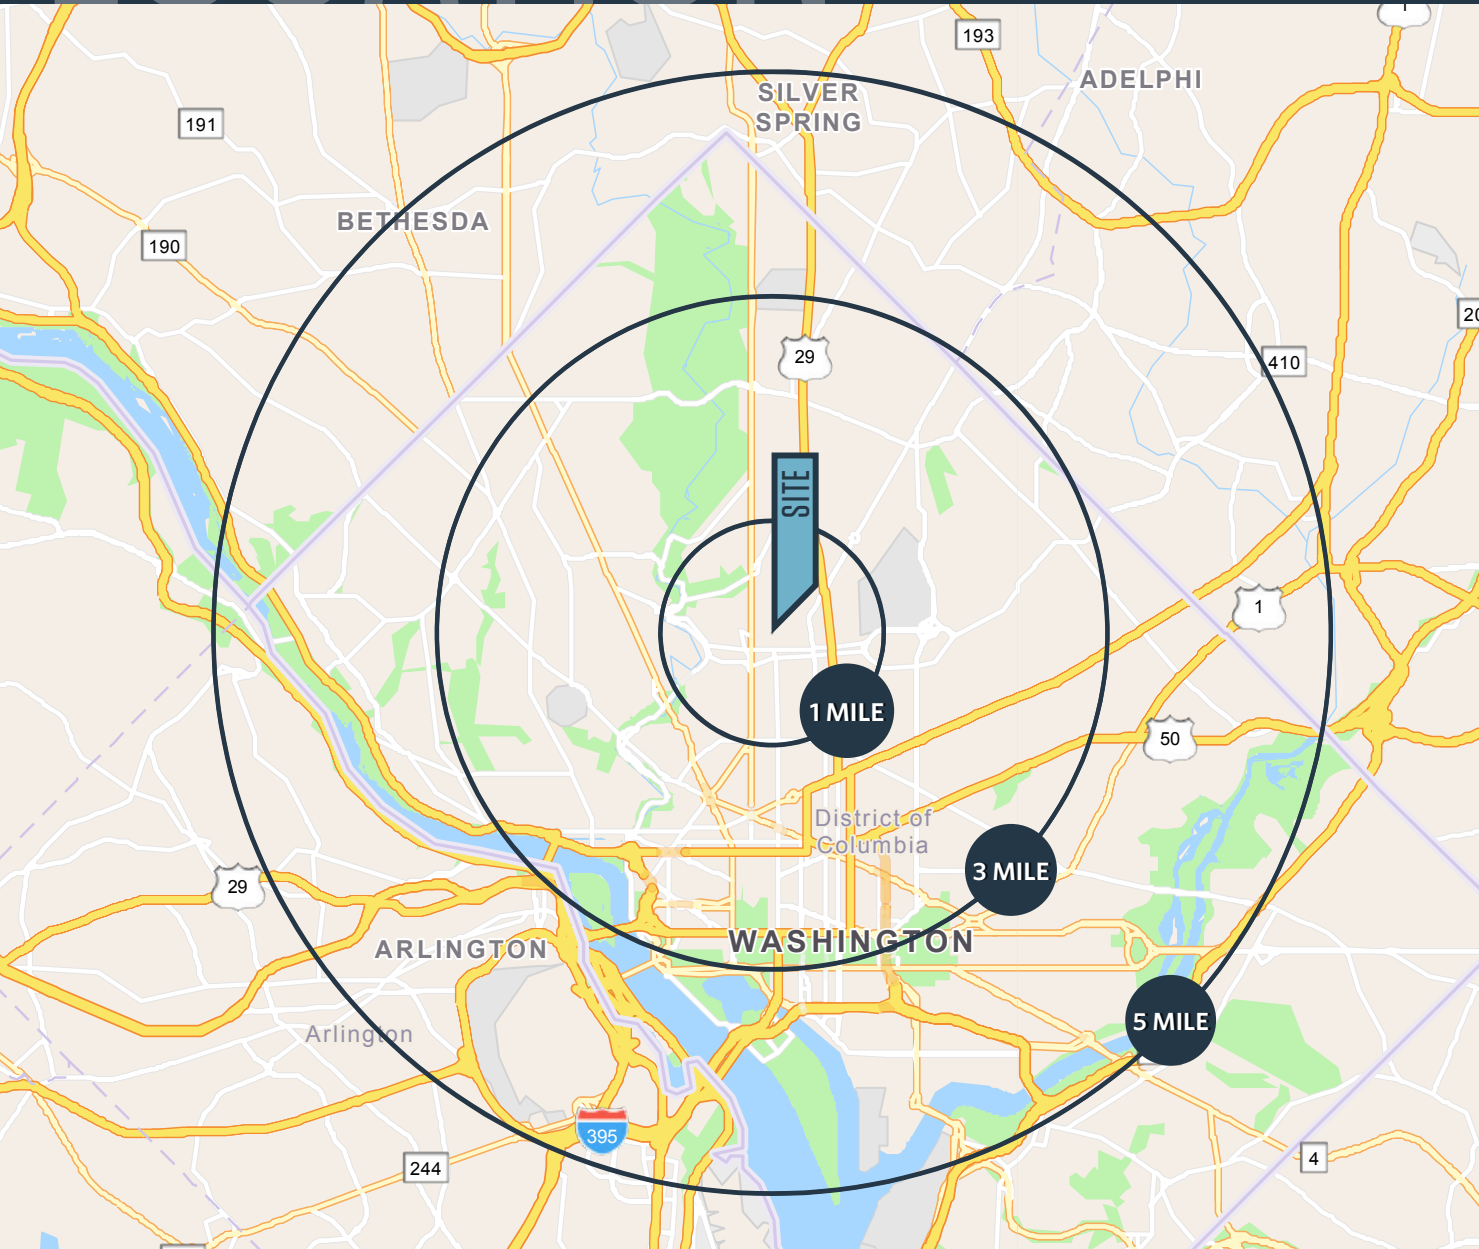 1
193
ADELPHI
SILVER
SPRING
191
BETHESDA
190
29
410
SITE
1
1 MILE
50
District of
Columbia
3 MILE
29
WASHINGTON
ARLINGTON
5 MILE
Arlington
395
244
4